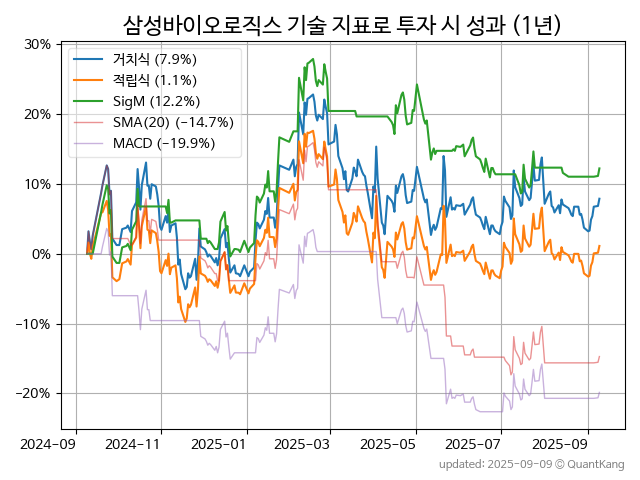 삼성바이오로직스 기술 지표로 투자 시 성과 (1년)
30%
20%
10%
0%
−10%
−20%
거치식 (7.9%)
적립식 (1.1%)
SigM (12.2%)
SMA(20) (−14.7%)
MACD (−19.9%)
2024-09 2024-11 2025-01 2025-03 2025-05 2025-07 2025-09
updated: 2025-09-09 © QuantKang